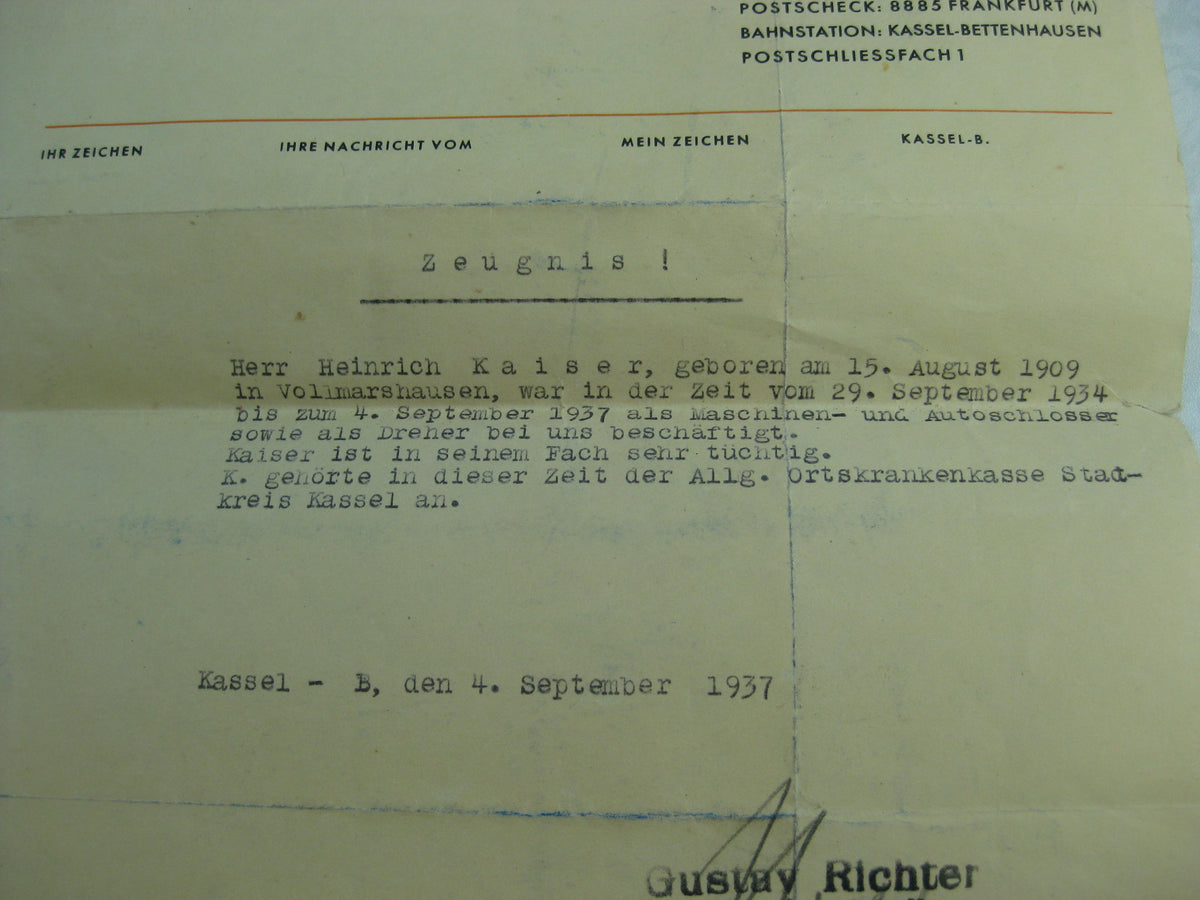 POSTSCHECK: 8885 FRANKFURT (M)
BAHNSTATION: KASSEL-BETTENHAUSEN
POSTSCHLIESSFACH 1
IHR ZEICHEN IHRE NACHRICHT VOM MEIN ZEICHEN KASSEL-B.
Zeugnis !
Herr Heinrich K a i s e r, geboren am 15. August 1909
in Vollmarshausen, war in der Zeit vom 29. September 1934
bis zum 4. September 1937 als Maschinen- und Autoschlosser
sowie als Dreher bei uns beschäftigt.
Kaiser ist in seinem Fach sehr tüchtig.
K. gehörte in dieser Zeit der Allg. Ortskrankenkasse Stad-
kreis Kassel an.
Kassel - B, den 4. September 1937
Gustav Richter